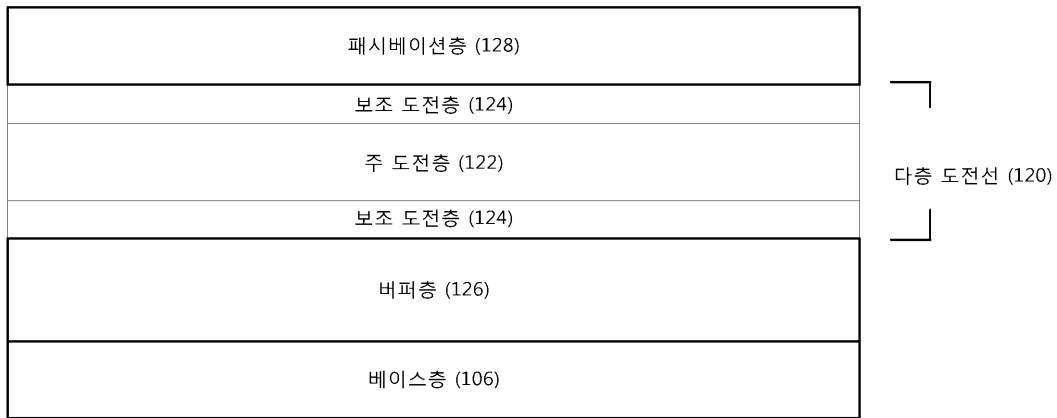 패시베이션층 (128)
보조 도전층 (124)
주 도전층 (122)
다층 도전선 (120)
보조 도전층 (124)
버퍼층 (126)
베이스층 (106)